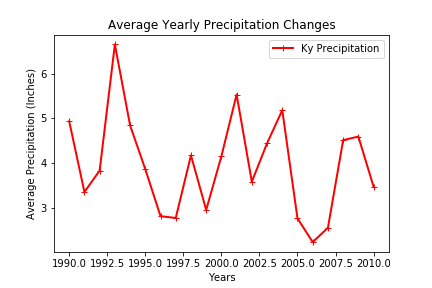 Average Yearly Precipitation Changes
Ky Precipitation
Average Precipitation (Inches)
6
5
4
3
1990.0 1992.5 1995.0 1997.5 2000.0 2002.5 2005.0 2007.5 2010.0
Years